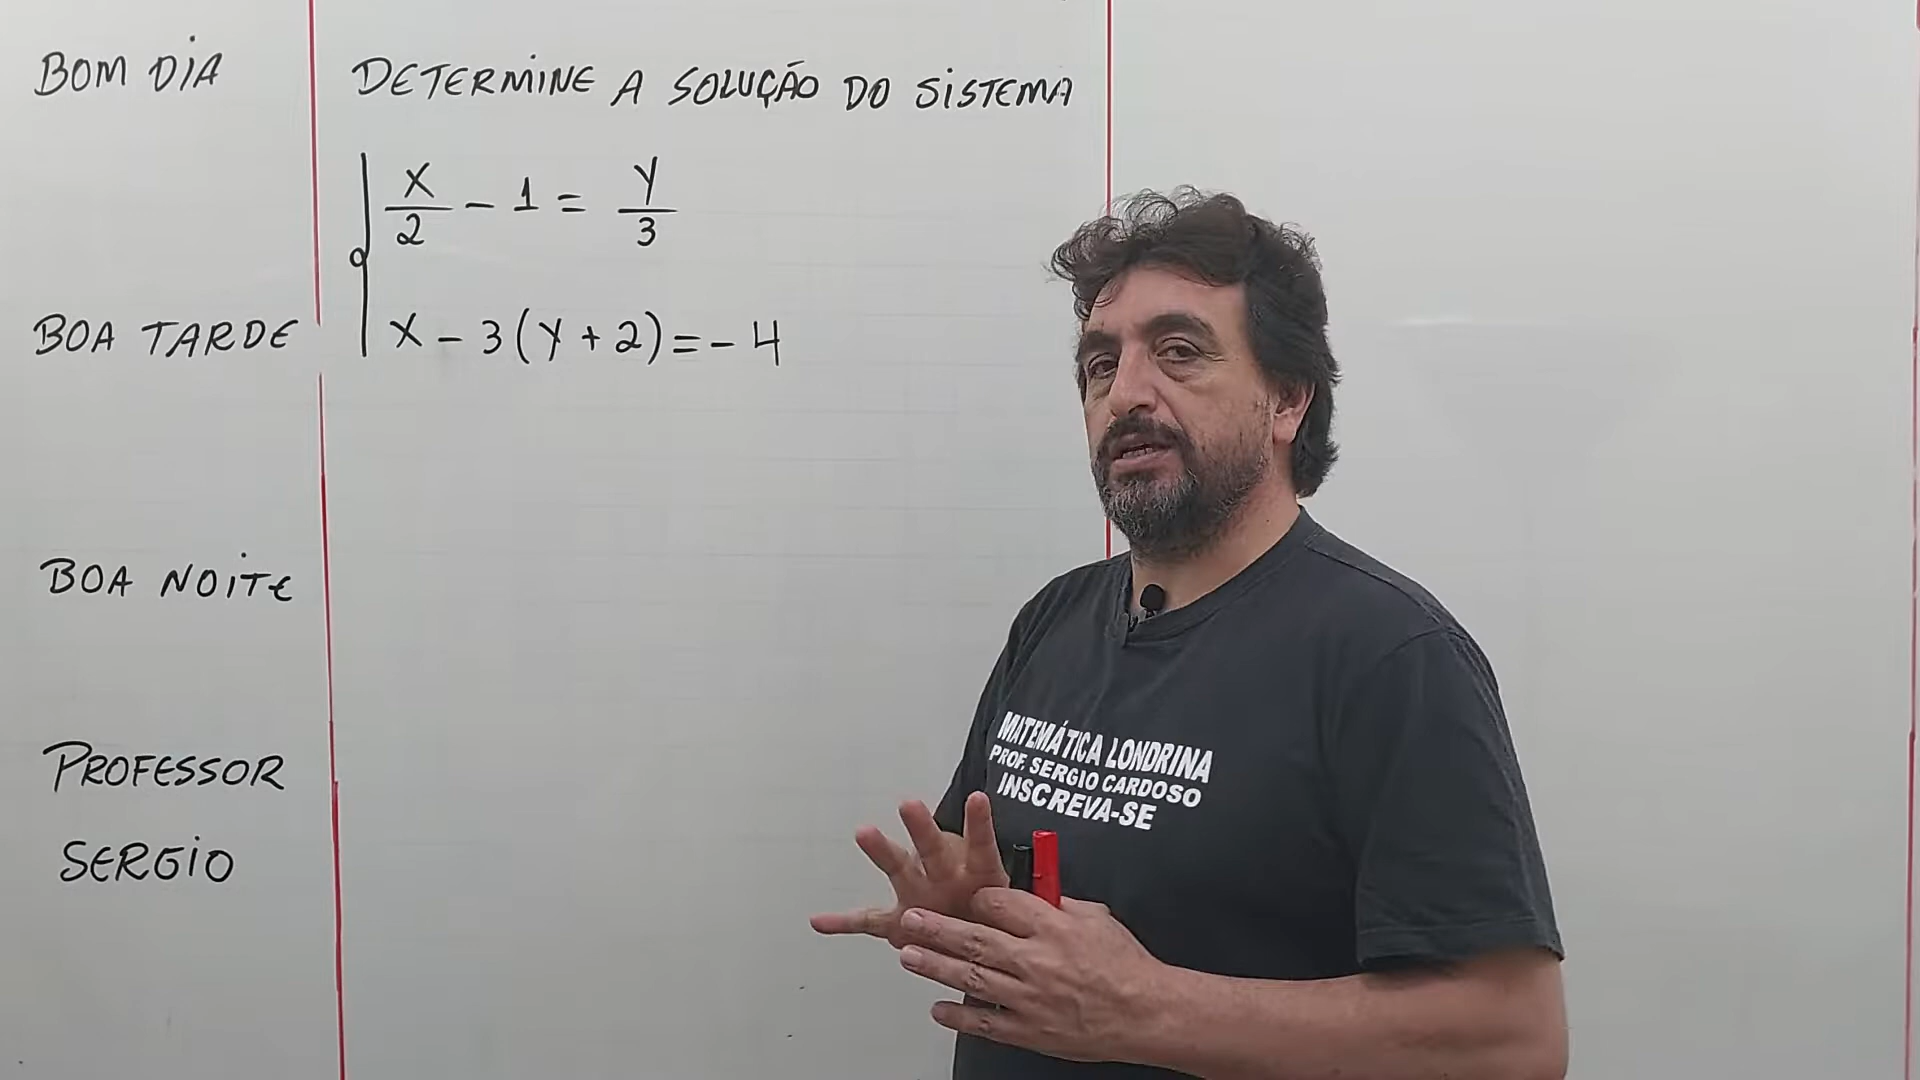 BOM DIA
BOA TARDE
BOA NOITE
PROFESSOR
SERGIO
DETERMINE A SOLUÇÃO DO SISTEMA
x/2 - 1 = y/3
x - 3(y + 2) = - 4
MATEMÁTICA LONDRINA
PROF. SERGIO CARDOSO
INSCREVA-SE